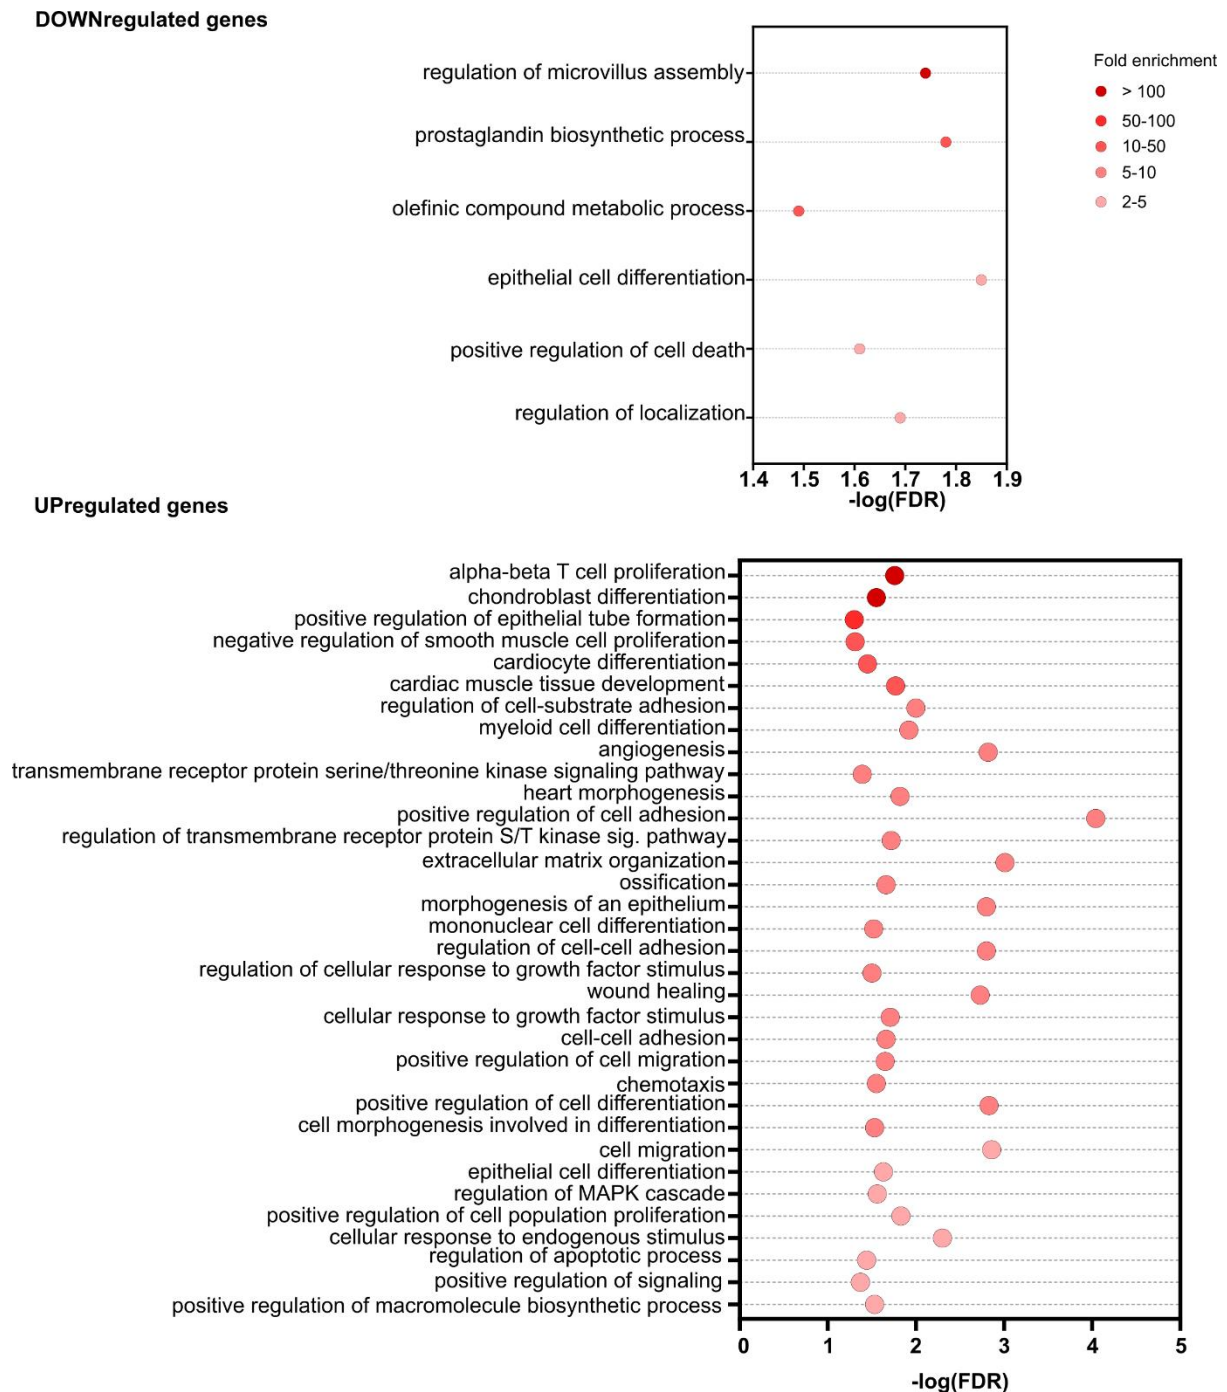 DOWNregulated genes
regulation of microvillus assembly
prostaglandin biosynthetic process
olefinic compound metabolic process
epithelial cell differentiation
positive regulation of cell death
regulation of localization
1.4 1.5 1.6 1.7 1.8 1.9
-log(FDR)
Fold enrichment
> 100
50-100
10-50
5-10
2-5
UPregulated genes
alpha-beta T cell proliferation
chondroblast differentiation
positive regulation of epithelial tube formation
negative regulation of smooth muscle cell proliferation
cardiocyte differentiation
cardiac muscle tissue development
regulation of cell-substrate adhesion
myeloid cell differentiation
angiogenesis
transmembrane receptor protein serine/threonine kinase signaling pathway
heart morphogenesis
positive regulation of cell adhesion
regulation of transmembrane receptor protein S/T kinase sig. pathway
extracellular matrix organization
ossification
morphogenesis of an epithelium
mononuclear cell differentiation
regulation of cell-cell adhesion
regulation of cellular response to growth factor stimulus
wound healing
cellular response to growth factor stimulus
cell-cell adhesion
positive regulation of cell migration
chemotaxis
positive regulation of cell differentiation
cell morphogenesis involved in differentiation
cell migration
epithelial cell differentiation
regulation of MAPK cascade
positive regulation of cell population proliferation
cellular response to endogenous stimulus
regulation of apoptotic process
positive regulation of signaling
positive regulation of macromolecule biosynthetic process
0 1 2 3 4 5
-log(FDR)